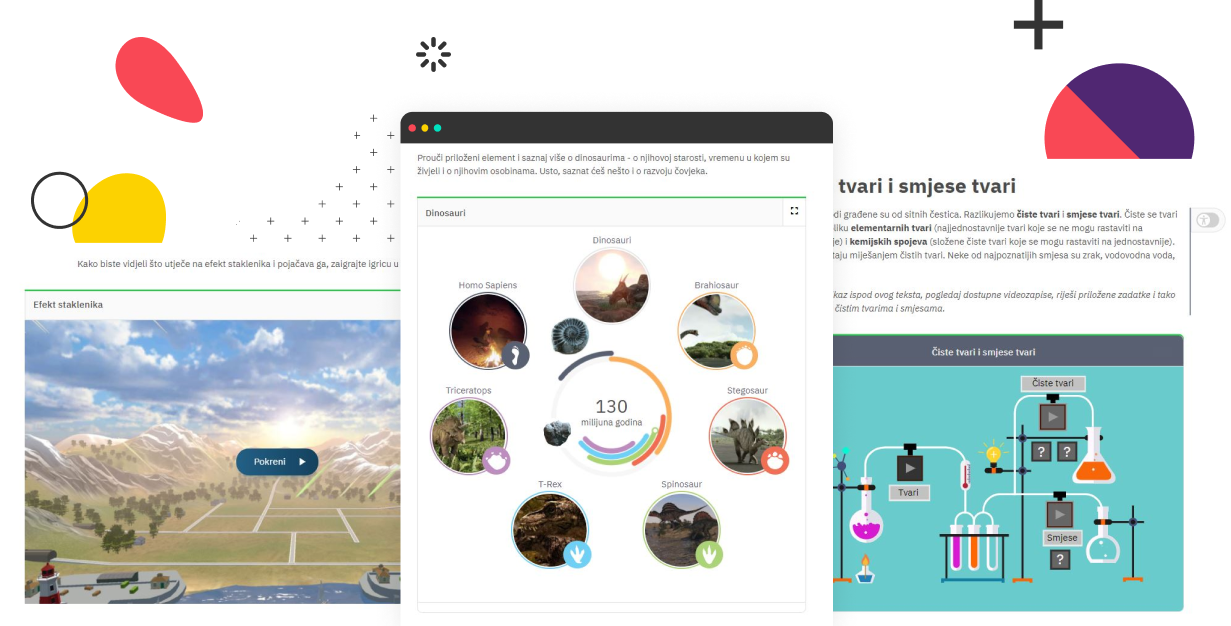 Kako biste vidjeli što utječe na efekt staklenika i pojačava ga, zaigrajte igricu u
Efekt staklenika
Pokreni
Prouči priloženi element i saznaj više o dinosaurima - o njihovoj starosti, vremenu u kojem su
živjeli i o njihovim osobinama. Usto, saznat ćeš nešto i o razvoju čovjeka.
Dinosauri
Dinosauri
Homo Sapiens
Brahiosaur
Triceratops
130
milijuna godina
Stegosaur
T-Rex
Spinosaur
tvari i smjese tvari
di građene su od sitnih čestica. Razlikujemo čiste tvari i smjese tvari. Čiste se tvari
liku elementarnih tvari (najjednostavnije tvari koje se ne mogu rastaviti na
je) i kemijskih spojeva (složene čiste tvari koje se mogu rastaviti na jednostavnije).
taju miješanjem čistih tvari. Neke od najpoznatijih smjesa su zrak, vodovodna voda,
kaz ispod ovog teksta, pogledaj dostupne videozapise, riješi priložene zadatke i tako
čistim tvarima i smjesama.
Čiste tvari i smjese tvari
Čiste tvari
? ?
Tvari
Smjese
?